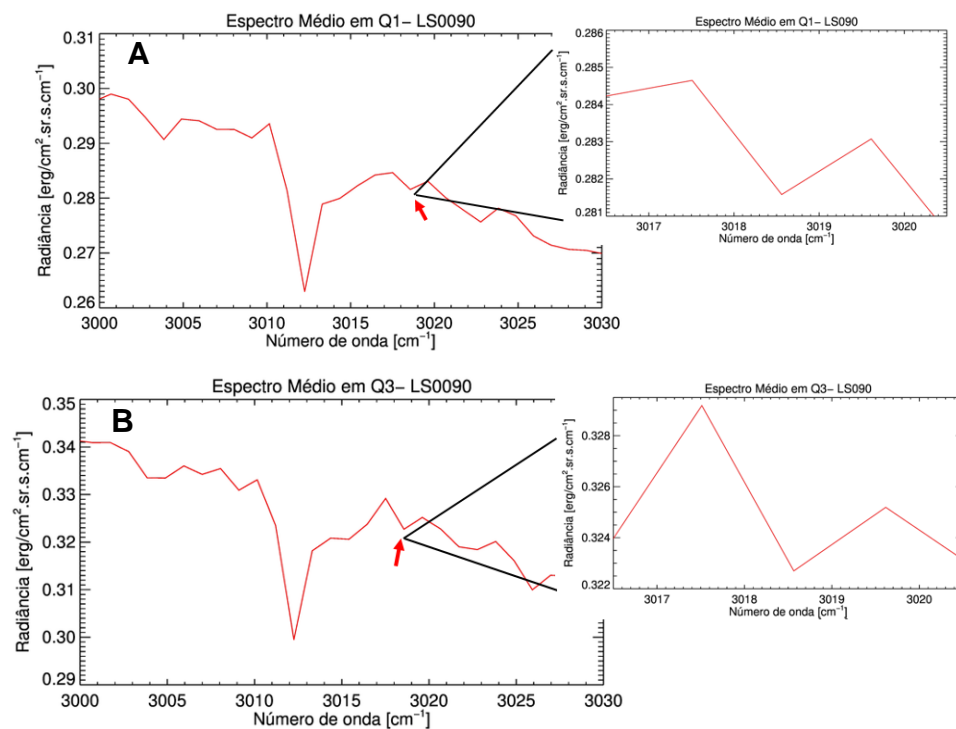 Espectro Médio em Q1– LS0090
A
Radiância [erg/cm².sr.s.cm⁻¹]
0.31
0.30
0.29
0.28
0.27
0.26
3000 3005 3010 3015 3020 3025 3030
Número de onda [cm⁻¹]
Espectro Médio em Q1– LS090
Radiância [erg/cm².sr.s.cm⁻¹]
0.286
0.285
0.284
0.283
0.282
0.281
3017 3018 3019 3020
Número de onda [cm⁻¹]
Espectro Médio em Q3– LS0090
B
Radiância [erg/cm².sr.s.cm⁻¹]
0.35
0.34
0.33
0.32
0.31
0.30
0.29
3000 3005 3010 3015 3020 3025 3030
Número de onda [cm⁻¹]
Espectro Médio em Q3– LS0090
Radiância [erg/cm².sr.s.cm⁻¹]
0.328
0.326
0.324
0.322
3017 3018 3019 3020
Número de onda [cm⁻¹]